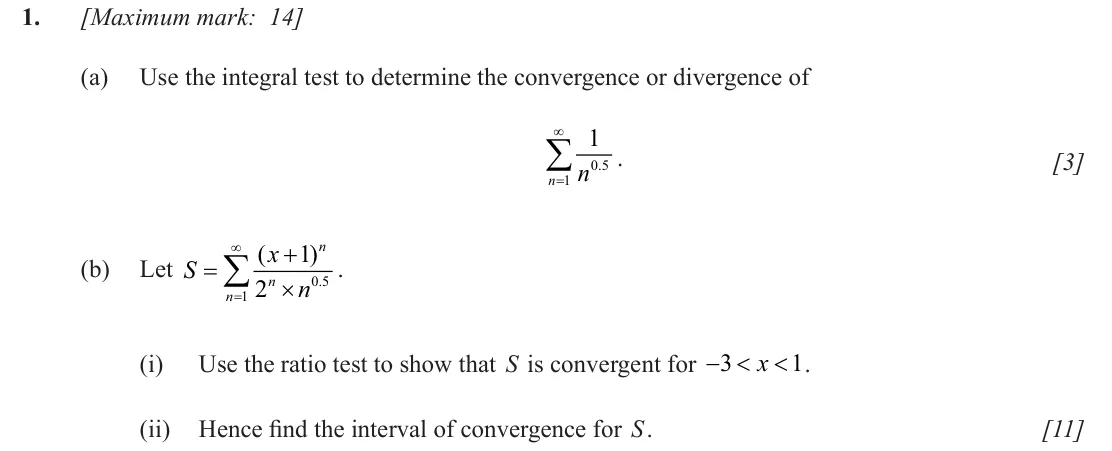 1. [Maximum mark: 14]
(a) Use the integral test to determine the convergence or divergence of
∞
∑ 1/n^0.5 . [3]
n=1
(b) Let S = ∑_{n=1}^{∞} (x+1)^n / (2^n × n^0.5) .
(i) Use the ratio test to show that S is convergent for −3 < x < 1.
(ii) Hence find the interval of convergence for S. [11]